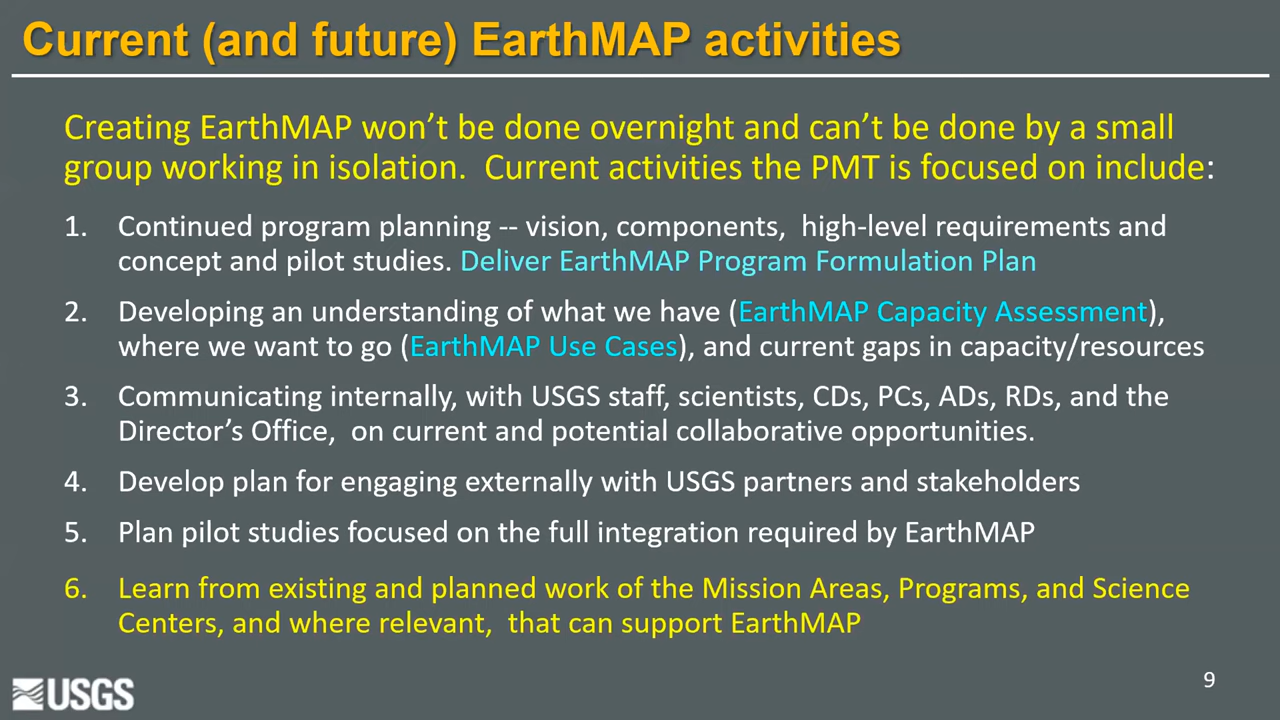 Current (and future) EarthMAP activities
Creating EarthMAP won’t be done overnight and can’t be done by a small
group working in isolation.  Current activities the PMT is focused on include:
1. Continued program planning -- vision, components,  high-level requirements and
concept and pilot studies. Deliver EarthMAP Program Formulation Plan
2. Developing an understanding of what we have (EarthMAP Capacity Assessment),
where we want to go (EarthMAP Use Cases), and current gaps in capacity/resources
3. Communicating internally, with USGS staff, scientists, CDs, PCs, ADs, RDs, and the
Director’s Office,  on current and potential collaborative opportunities.
4. Develop plan for engaging externally with USGS partners and stakeholders
5. Plan pilot studies focused on the full integration required by EarthMAP
6. Learn from existing and planned work of the Mission Areas, Programs, and Science
Centers, and where relevant,  that can support EarthMAP
USGS
9